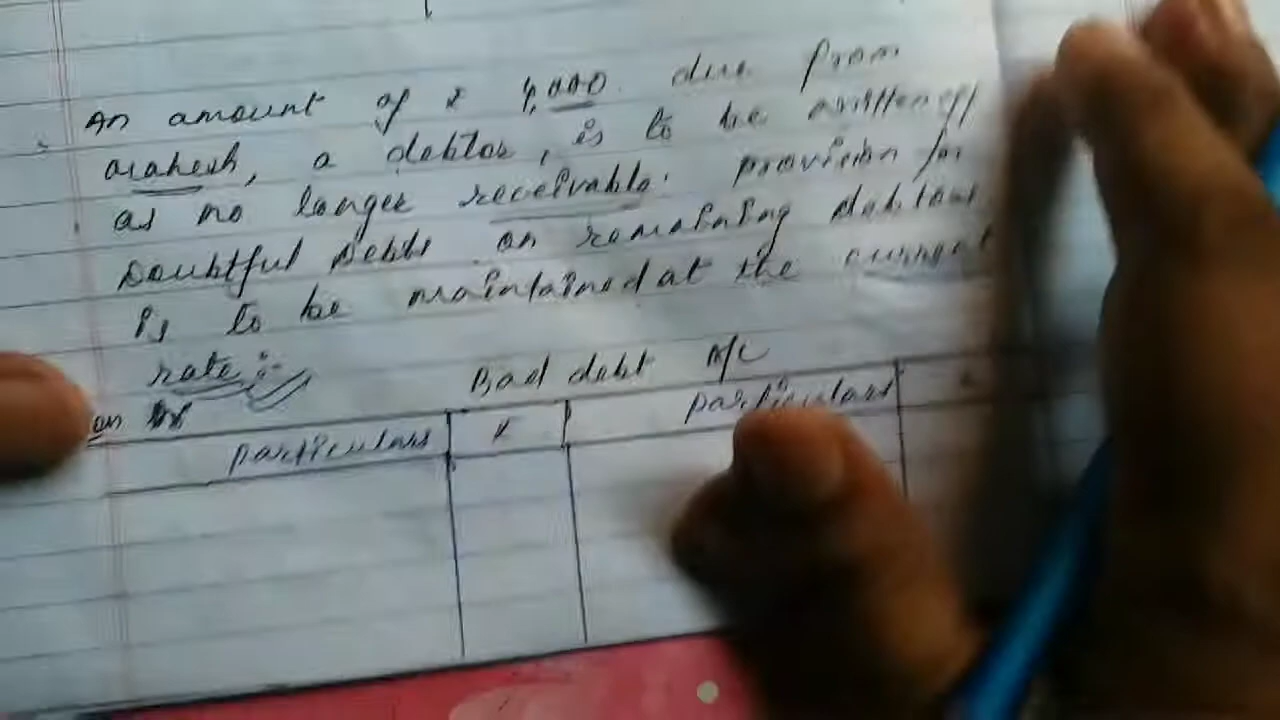 An amount of ₹ 4,000 due from
Mahesh, a debtor, is to be written off
as no longer receivable. provision for
Doubtful Debts on remaining debtors
is to be maintained at the current
rate :-
Bad debt A/c
particulars ₹ particulars